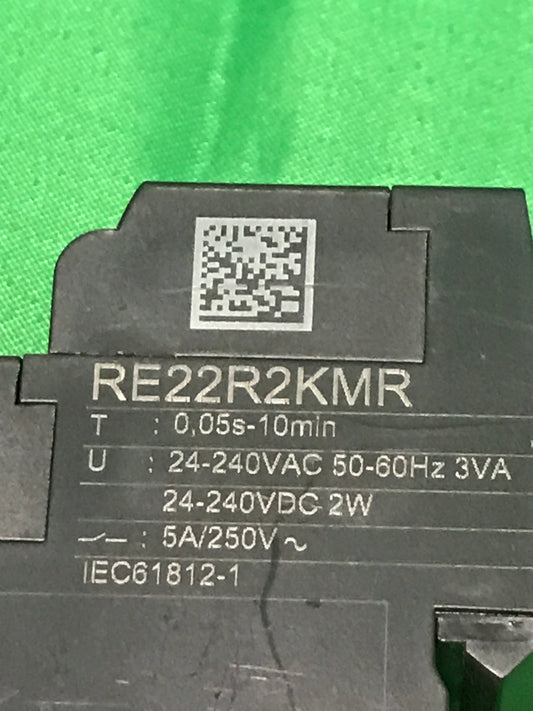 RE22R2KMR
T : 0,05s-10min
U : 24-240VAC 50-60Hz 3VA
24-240VDC 2W
: 5A/250V ~
IEC61812-1